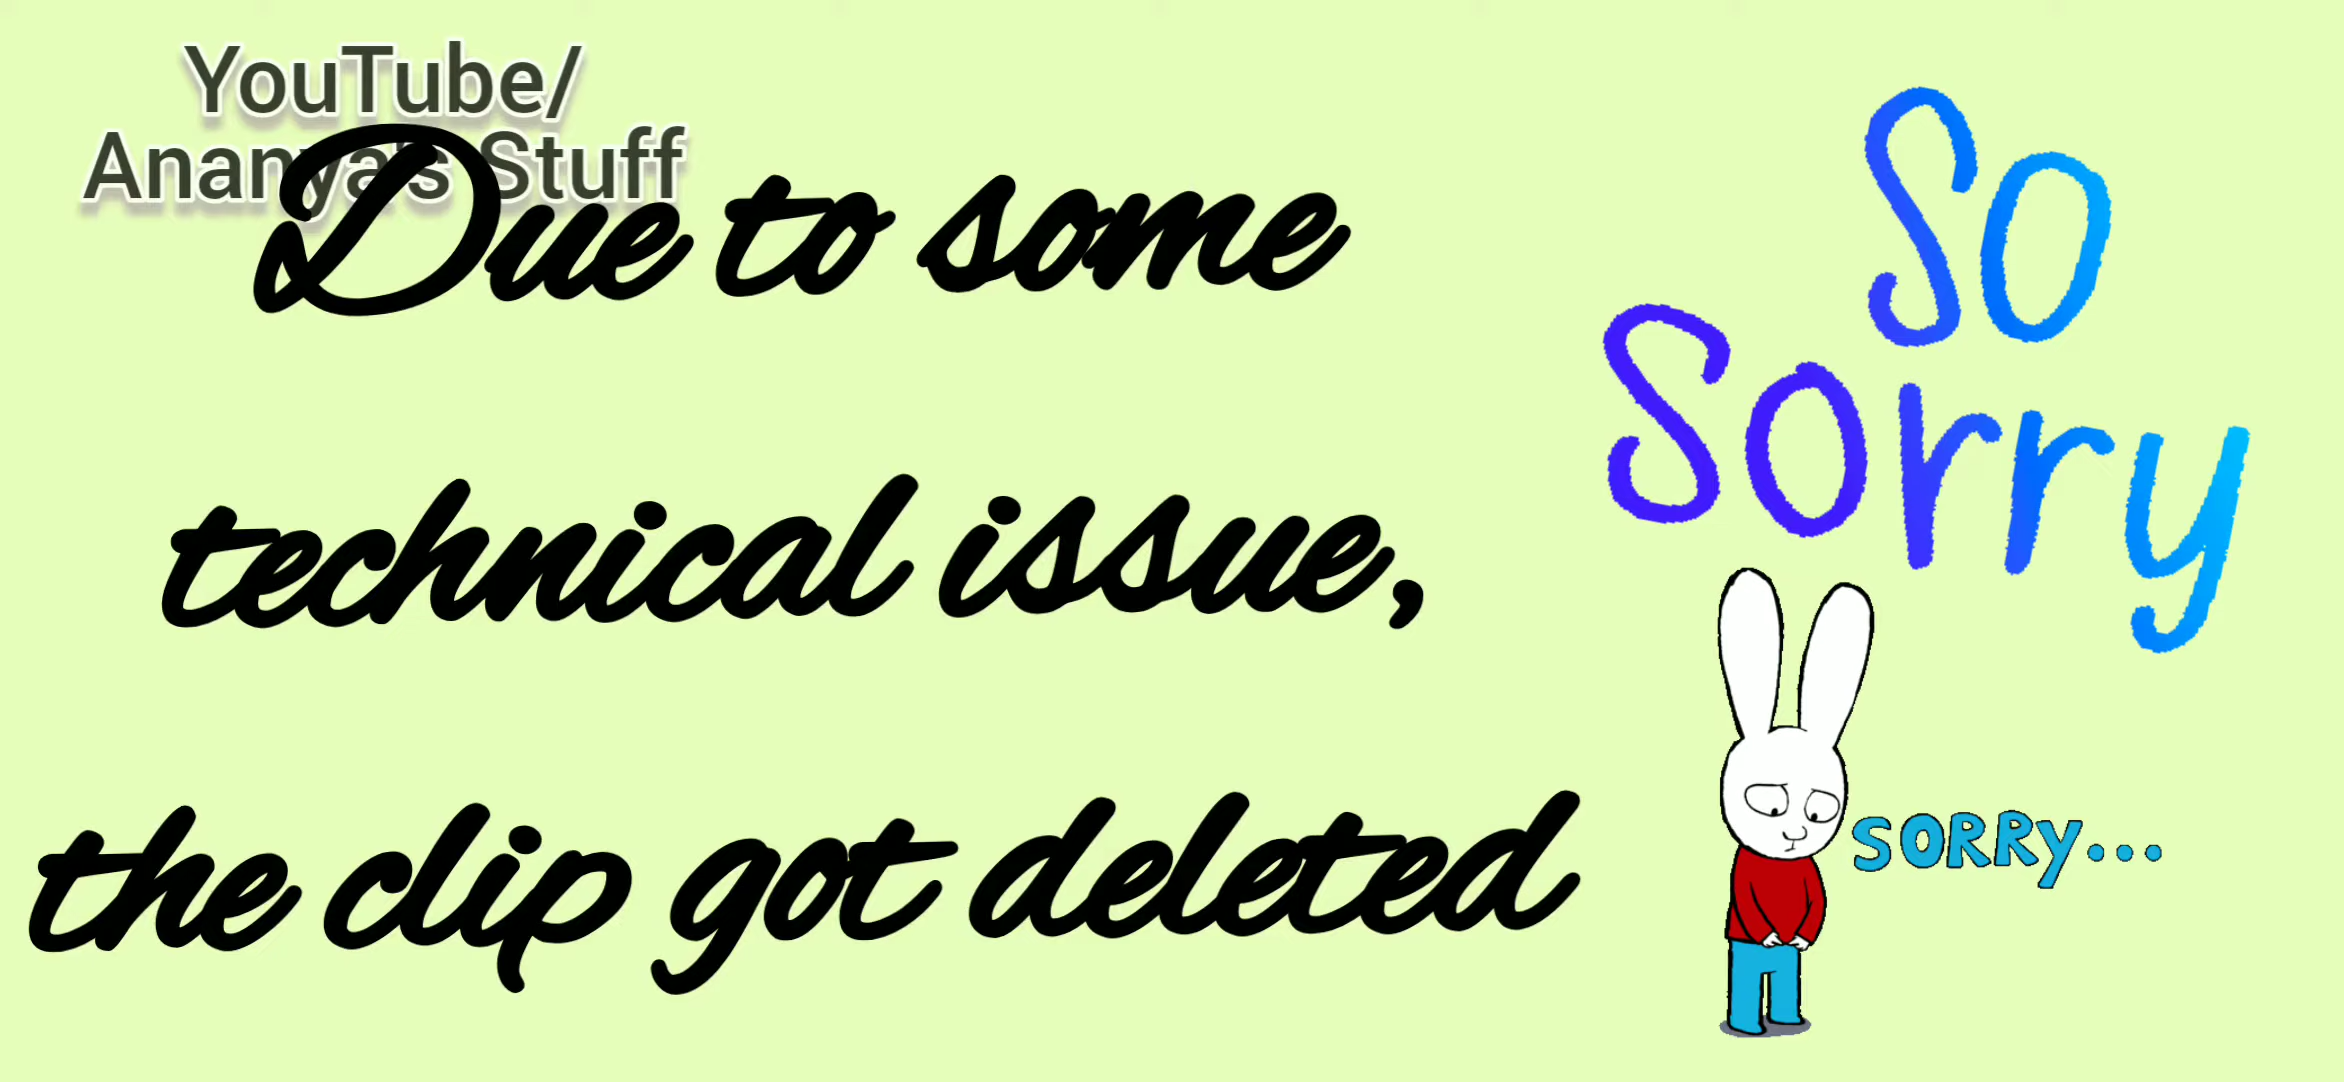 YouTube/
Ananya's Stuff
Due to some
technical issue,
the clip got deleted
So
Sorry
SORRY...